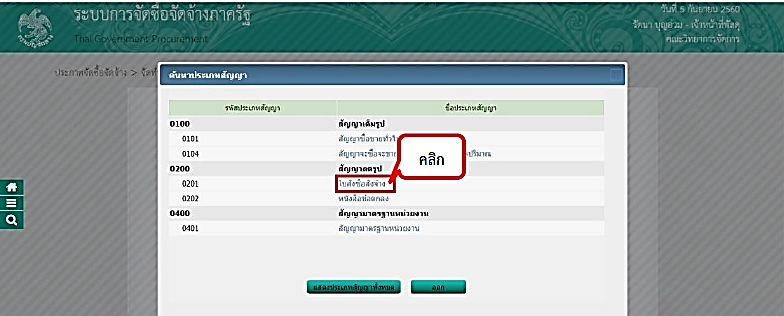 ระบบการจัดซื้อจัดจ้างภาครัฐ
Thai Government Procurement
วันที่ 5 กันยายน 2560
รัตนา บุญอ่วม - เจ้าหน้าที่พัสดุ
คณะวิทยาการจัดการ
ประกาศจัดซื้อจัดจ้าง > จัดทำ
ค้นหาประเภทสัญญา
รหัสประเภทสัญญา ชื่อประเภทสัญญา
0100 สัญญาเต็มรูป
0101 สัญญาซื้อขายทั่วไป
0104 สัญญาจะซื้อจะขาย ปริมาณ
คลิก
0200 สัญญาลดรูป
0201 ใบสั่งซื้อสั่งจ้าง
0202 หนังสือข้อตกลง
0400 สัญญามาตรฐานหน่วยงาน
0401 สัญญามาตรฐานหน่วยงาน
แสดงประเภทสัญญาทั้งหมด ออก